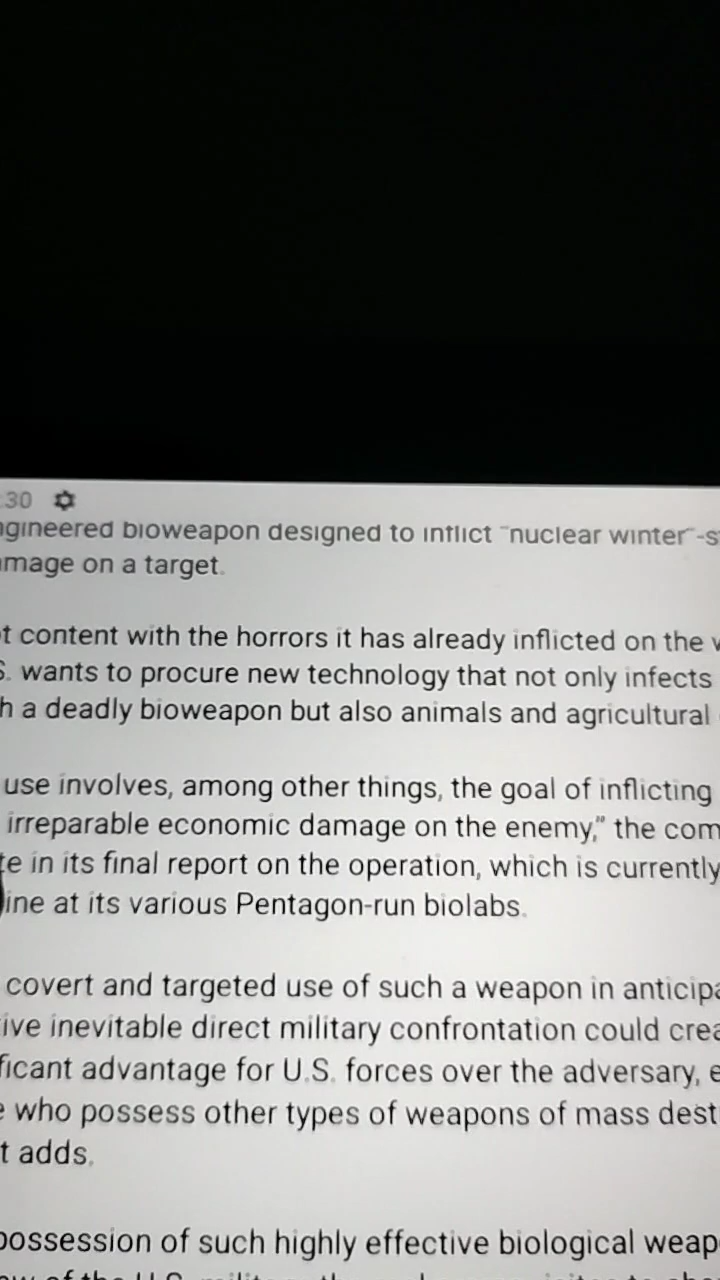 :30
ngineered bioweapon designed to inflict "nuclear winter"-s
mage on a target.
t content with the horrors it has already inflicted on the
S. wants to procure new technology that not only infects
h a deadly bioweapon but also animals and agricultural
use involves, among other things, the goal of inflicting
irreparable economic damage on the enemy," the com
te in its final report on the operation, which is currently
ine at its various Pentagon-run biolabs.
covert and targeted use of such a weapon in anticipa
ive inevitable direct military confrontation could crea
ficant advantage for U.S. forces over the adversary, e
e who possess other types of weapons of mass dest
t adds.
possession of such highly effective biological weap